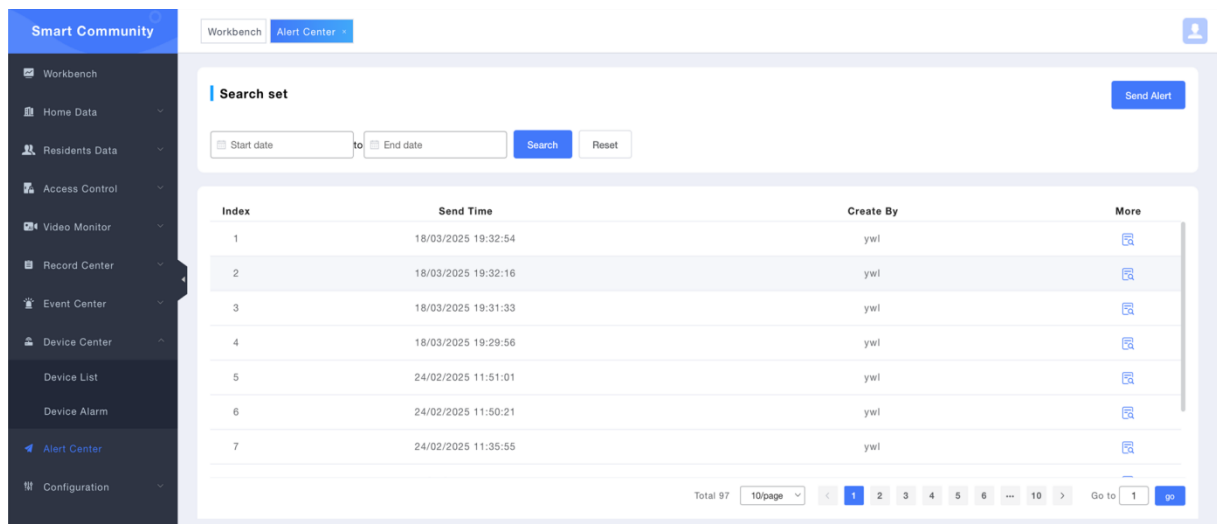 Smart Community
Workbench
Home Data
Residents Data
Access Control
Video Monitor
Record Center
Event Center
Device Center
Device List
Device Alarm
Alert Center
Configuration
Workbench Alert Center ×
Search set
Send Alert
Start date to End date Search Reset
Index Send Time Create By More
1 18/03/2025 19:32:54 ywl
2 18/03/2025 19:32:16 ywl
3 18/03/2025 19:31:33 ywl
4 18/03/2025 19:29:56 ywl
5 24/02/2025 11:51:01 ywl
6 24/02/2025 11:50:21 ywl
7 24/02/2025 11:35:55 ywl
Total 97 10/page < 1 2 3 4 5 6 ••• 10 > Go to 1 go